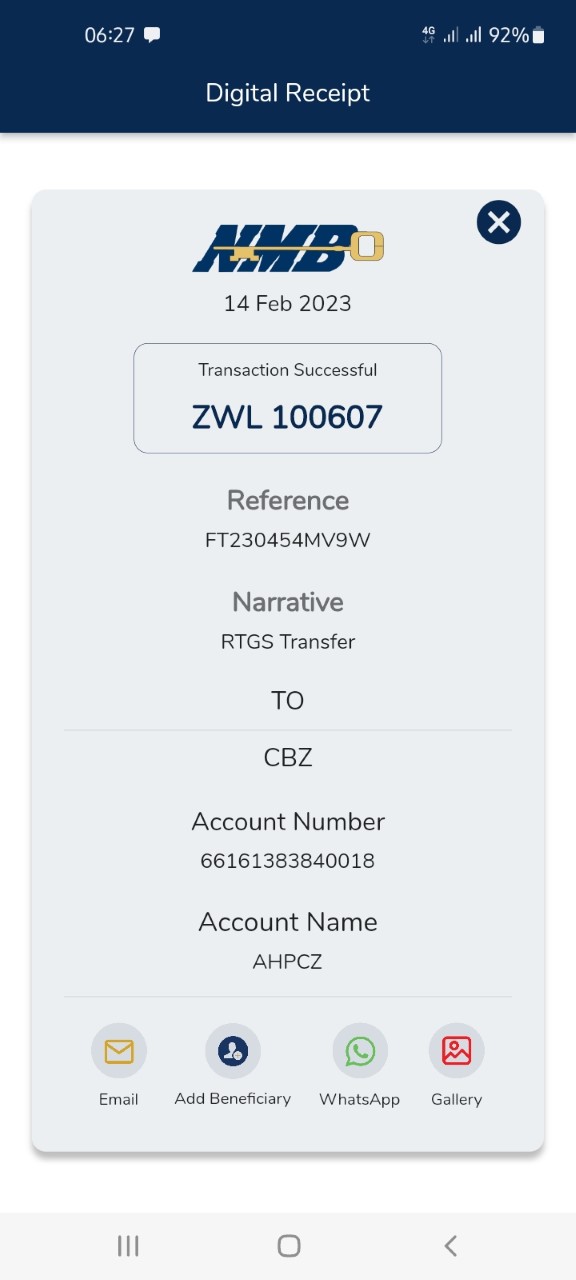 06:27
4G
92%
Digital Receipt
NMB
14 Feb 2023
Transaction Successful
ZWL 100607
Reference
FT230454MV9W
Narrative
RTGS Transfer
TO
CBZ
Account Number
66161383840018
Account Name
AHPCZ
Email
Add Beneficiary
WhatsApp
Gallery